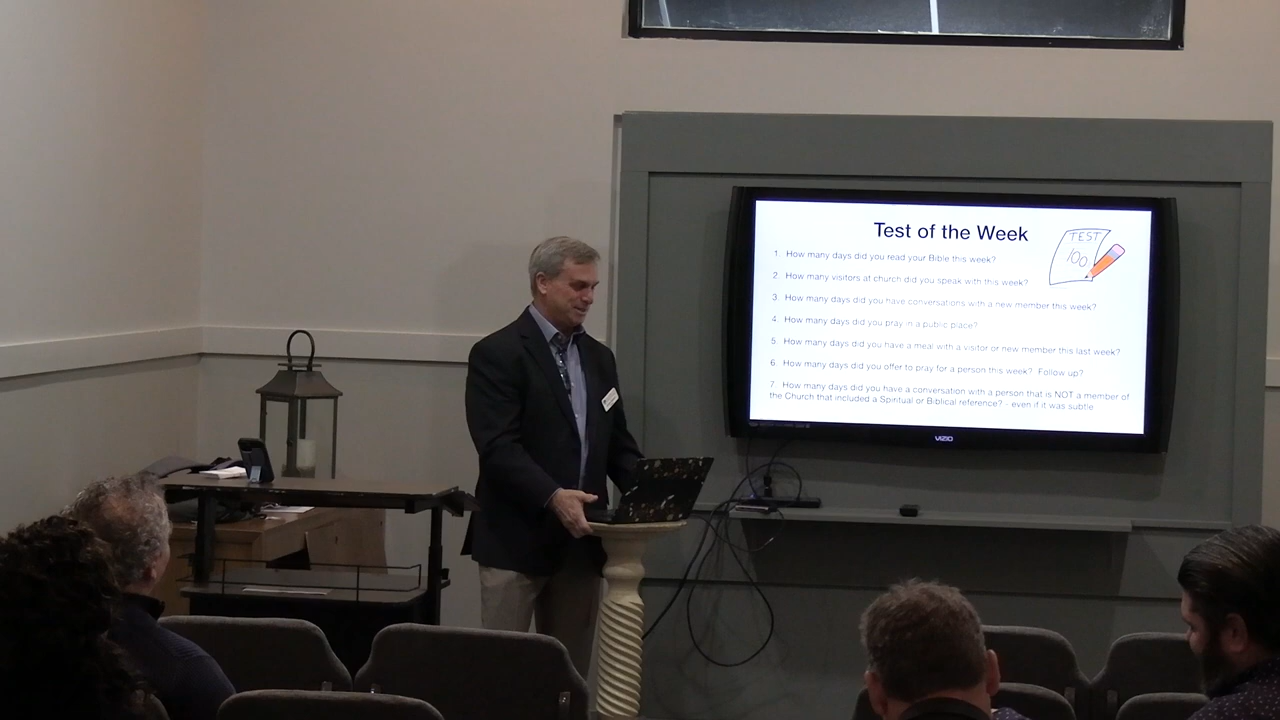 Test of the Week
TEST
100
1. How many days did you read your Bible this week?
2. How many visitors at church did you speak with this week?
3. How many days did you have conversations with a new member this week?
4. How many days did you pray in a public place?
5. How many days did you have a meal with a visitor or new member this last week?
6. How many days did you offer to pray for a person this week? Follow up?
7. How many days did you have a conversation with a person that is NOT a member of
the Church that included a Spiritual or Biblical reference? - even if it was subtle
VIZIO